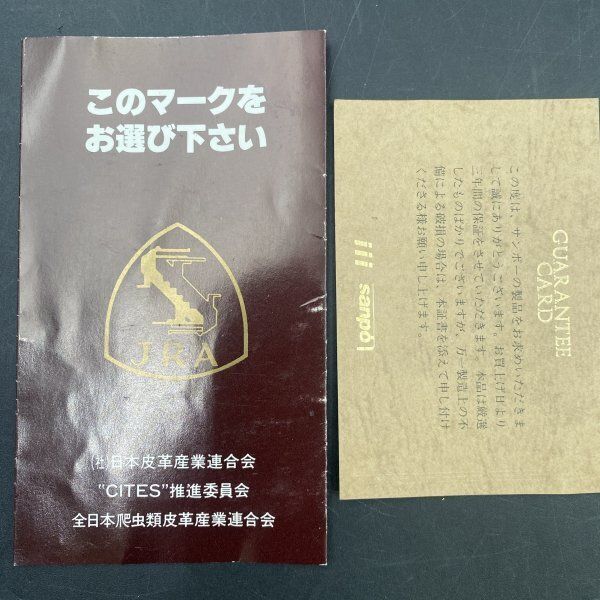 このマークを
お選び下さい
JRA
(社)日本皮革産業連合会
"CITES"推進委員会
全日本爬虫類皮革産業連合会
GUARANTEE
CARD
この度は、サンポーの製品をお求めいただきま
して誠にありがとうございます。お買上げ日より
三年間の保証をさせていただきます。本品は厳選
したものばかりでございますが、万一製造上の不
備による破損の場合は、本証書を添えて申し付け
くださる様お願い申し上げます。
sanpo